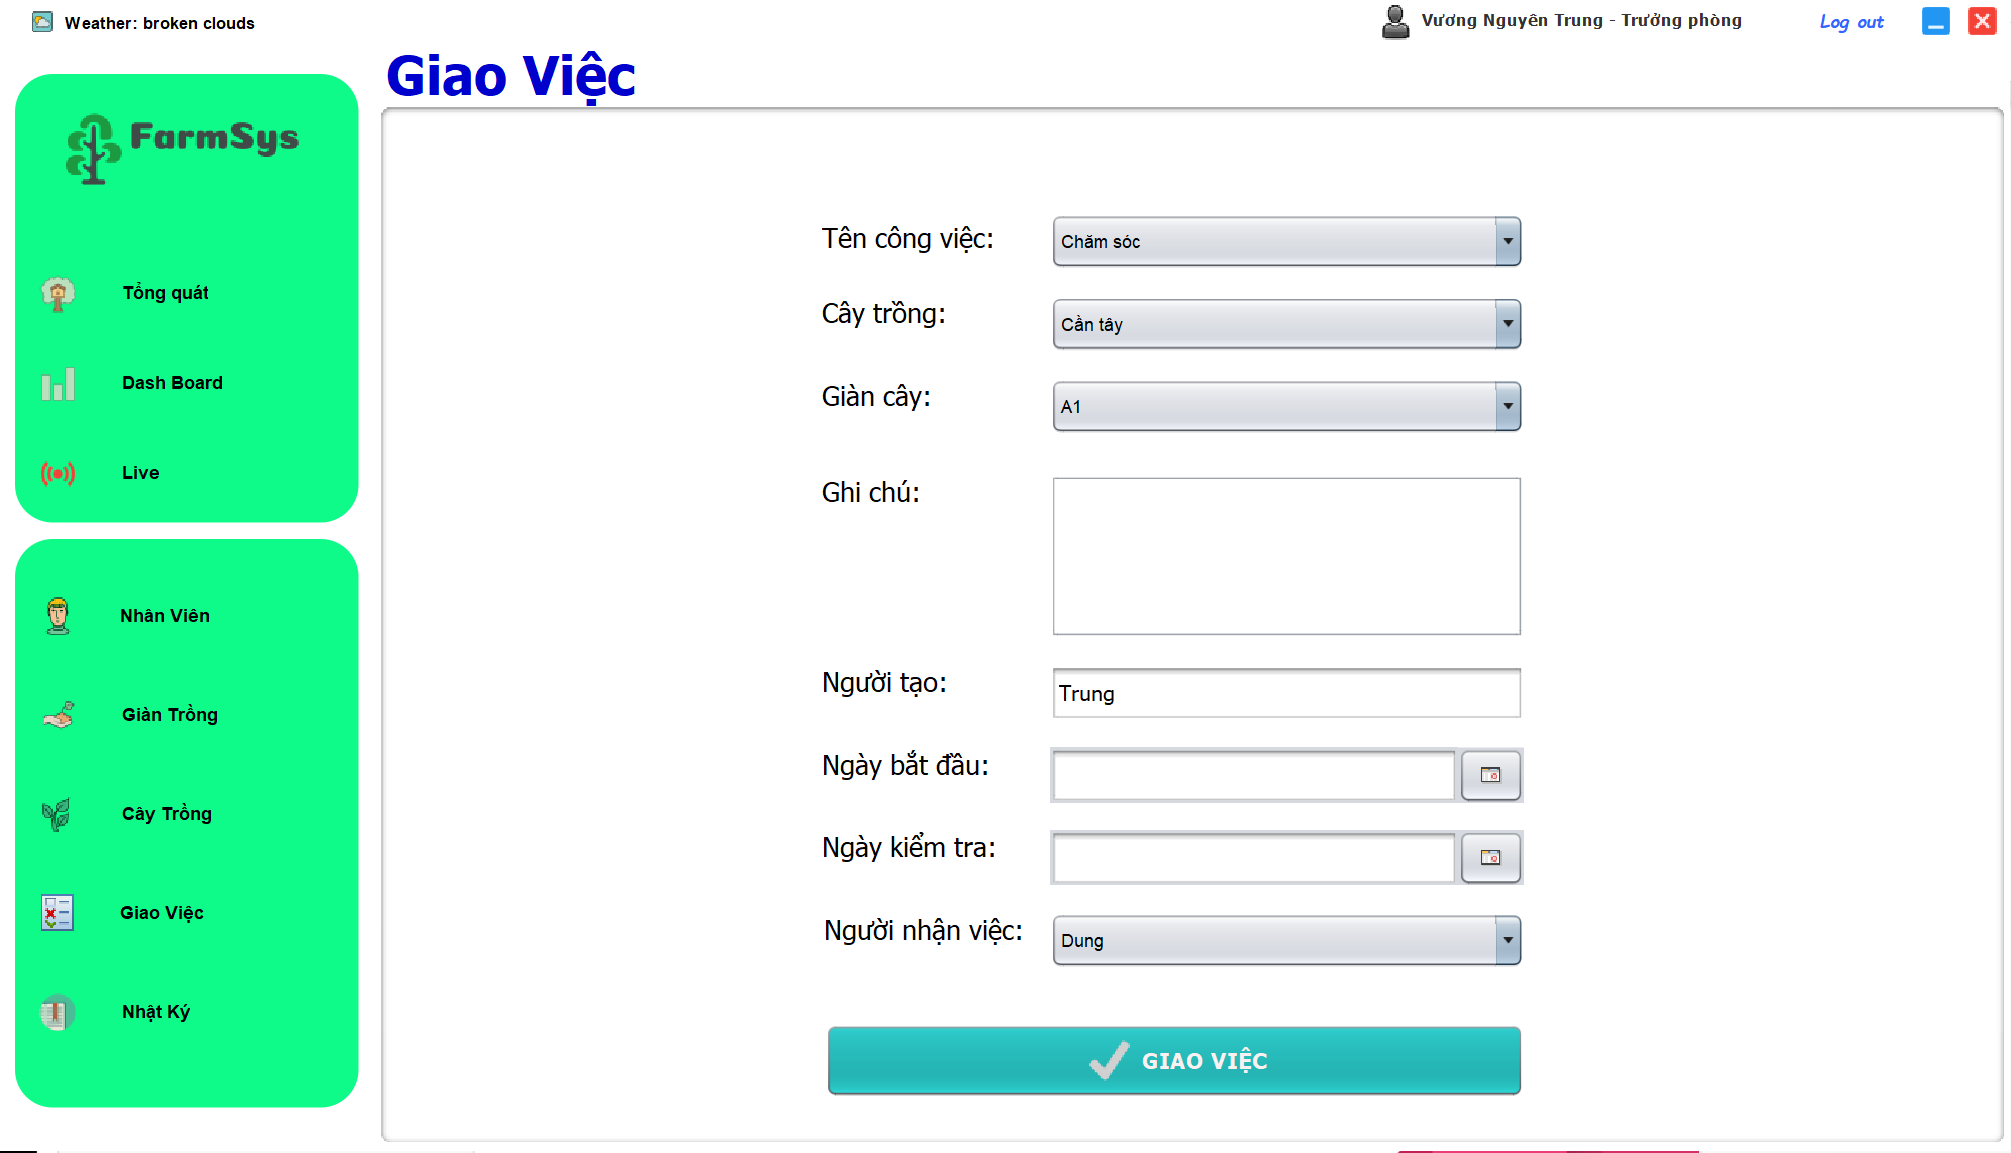 Weather: broken clouds
Vương Nguyên Trung - Trưởng phòng
Log out
Giao Việc
FarmSys
Tổng quát
Dash Board
Live
Nhân Viên
Giàn Trồng
Cây Trồng
Giao Việc
Nhật Ký
Tên công việc:
Chăm sóc
Cây trồng:
Cần tây
Giàn cây:
A1
Ghi chú:
Người tạo:
Trung
Ngày bắt đầu:
Ngày kiểm tra:
Người nhận việc:
Dung
GIAO VIỆC